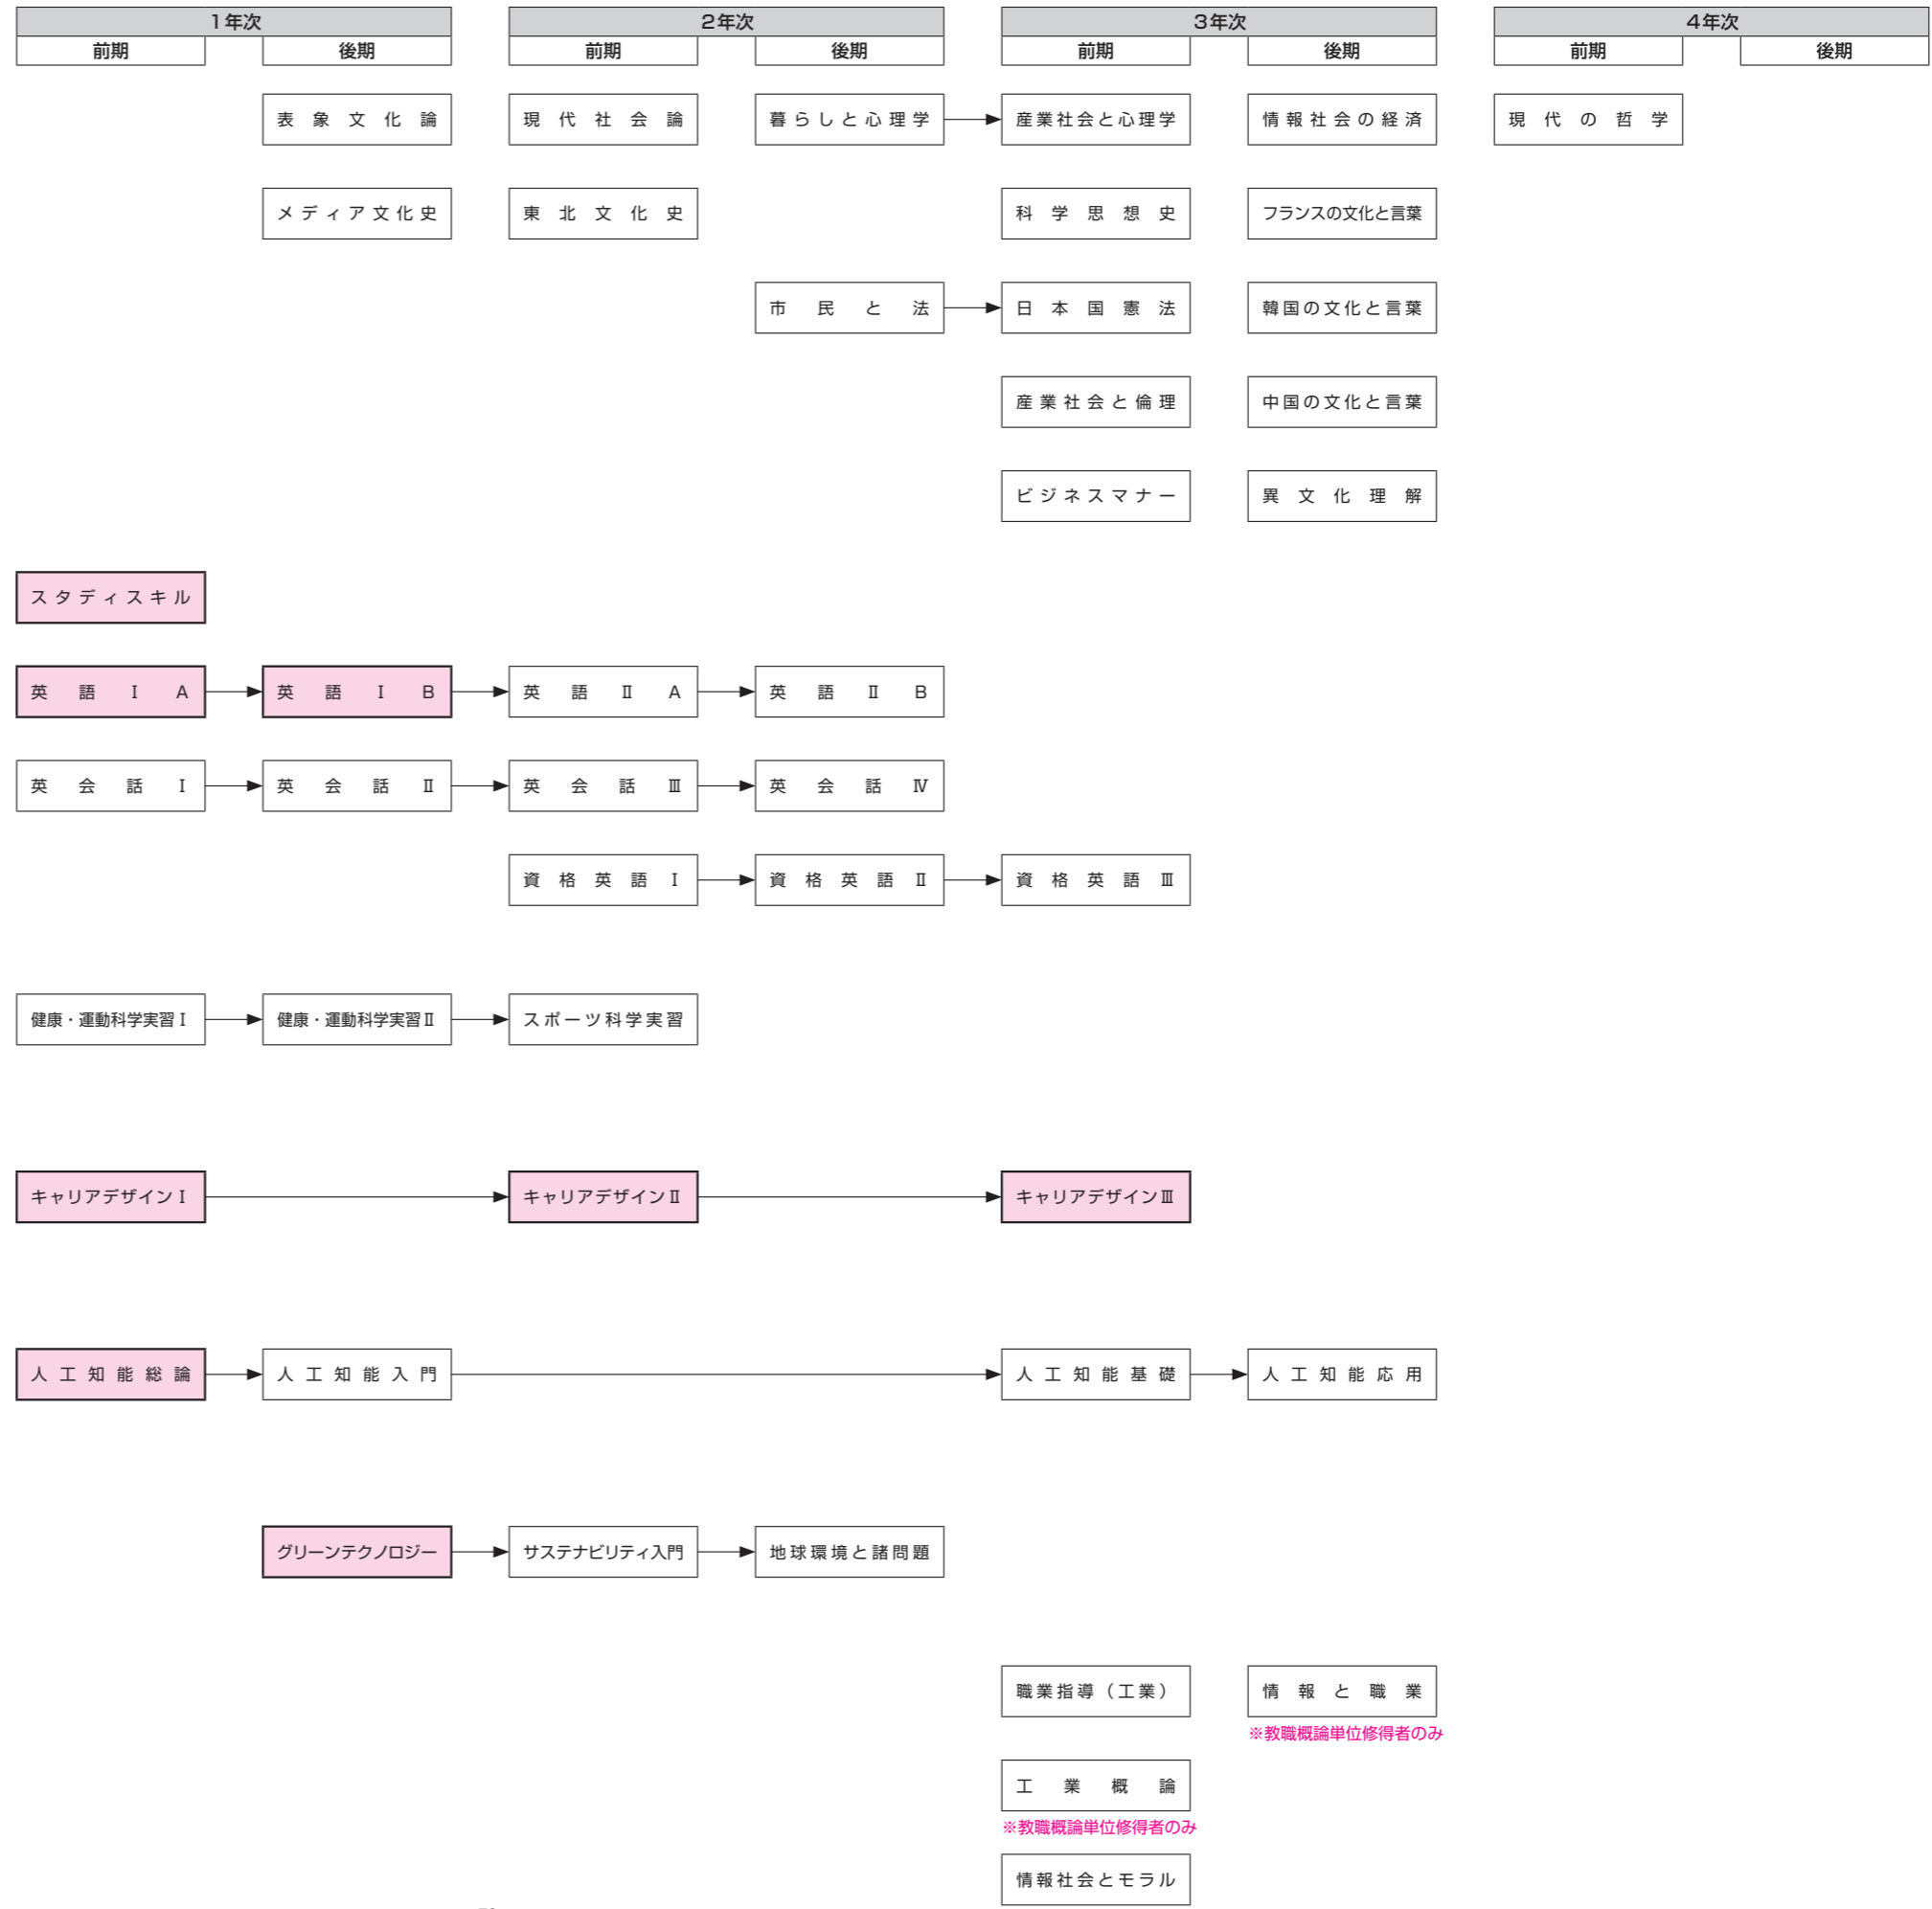 1年次 2年次 3年次 4年次
前期 後期 前期 後期 前期 後期 前期 後期
表象文化論 現代社会論 暮らしと心理学 産業社会と心理学 情報社会の経済 現代の哲学
メディア文化史 東北文化史 科学思想史 フランスの文化と言葉
市民と法 日本国憲法 韓国の文化と言葉
産業社会と倫理 中国の文化と言葉
ビジネスマナー 異文化理解
スタディスキル
英語ⅠA 英語ⅠB 英語ⅡA 英語ⅡB
英会話Ⅰ 英会話Ⅱ 英会話Ⅲ 英会話Ⅳ
資格英語Ⅰ 資格英語Ⅱ 資格英語Ⅲ
健康・運動科学実習Ⅰ 健康・運動科学実習Ⅱ スポーツ科学実習
キャリアデザインⅠ キャリアデザインⅡ キャリアデザインⅢ
人工知能総論 人工知能入門 人工知能基礎 人工知能応用
グリーンテクノロジー サステナビリティ入門 地球環境と諸問題
職業指導（工業） 情報と職業
※教職概論単位修得者のみ
工業概論
※教職概論単位修得者のみ
情報社会とモラル